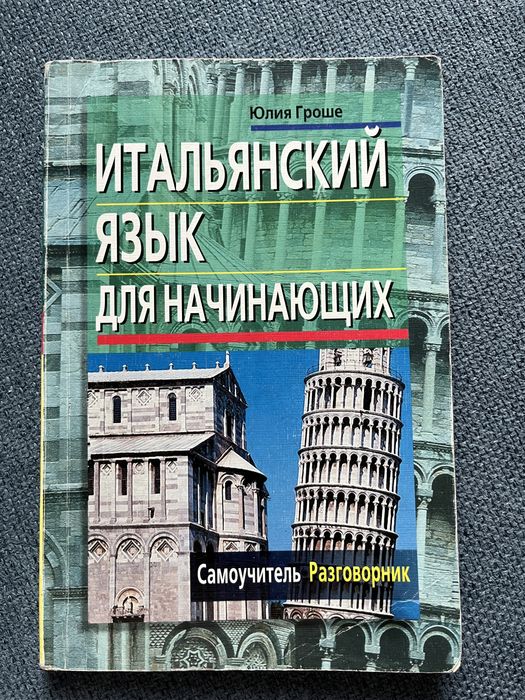 Юлия Гроше
ИТАЛЬЯНСКИЙ
ЯЗЫК
ДЛЯ НАЧИНАЮЩИХ
Самоучитель Разговорник